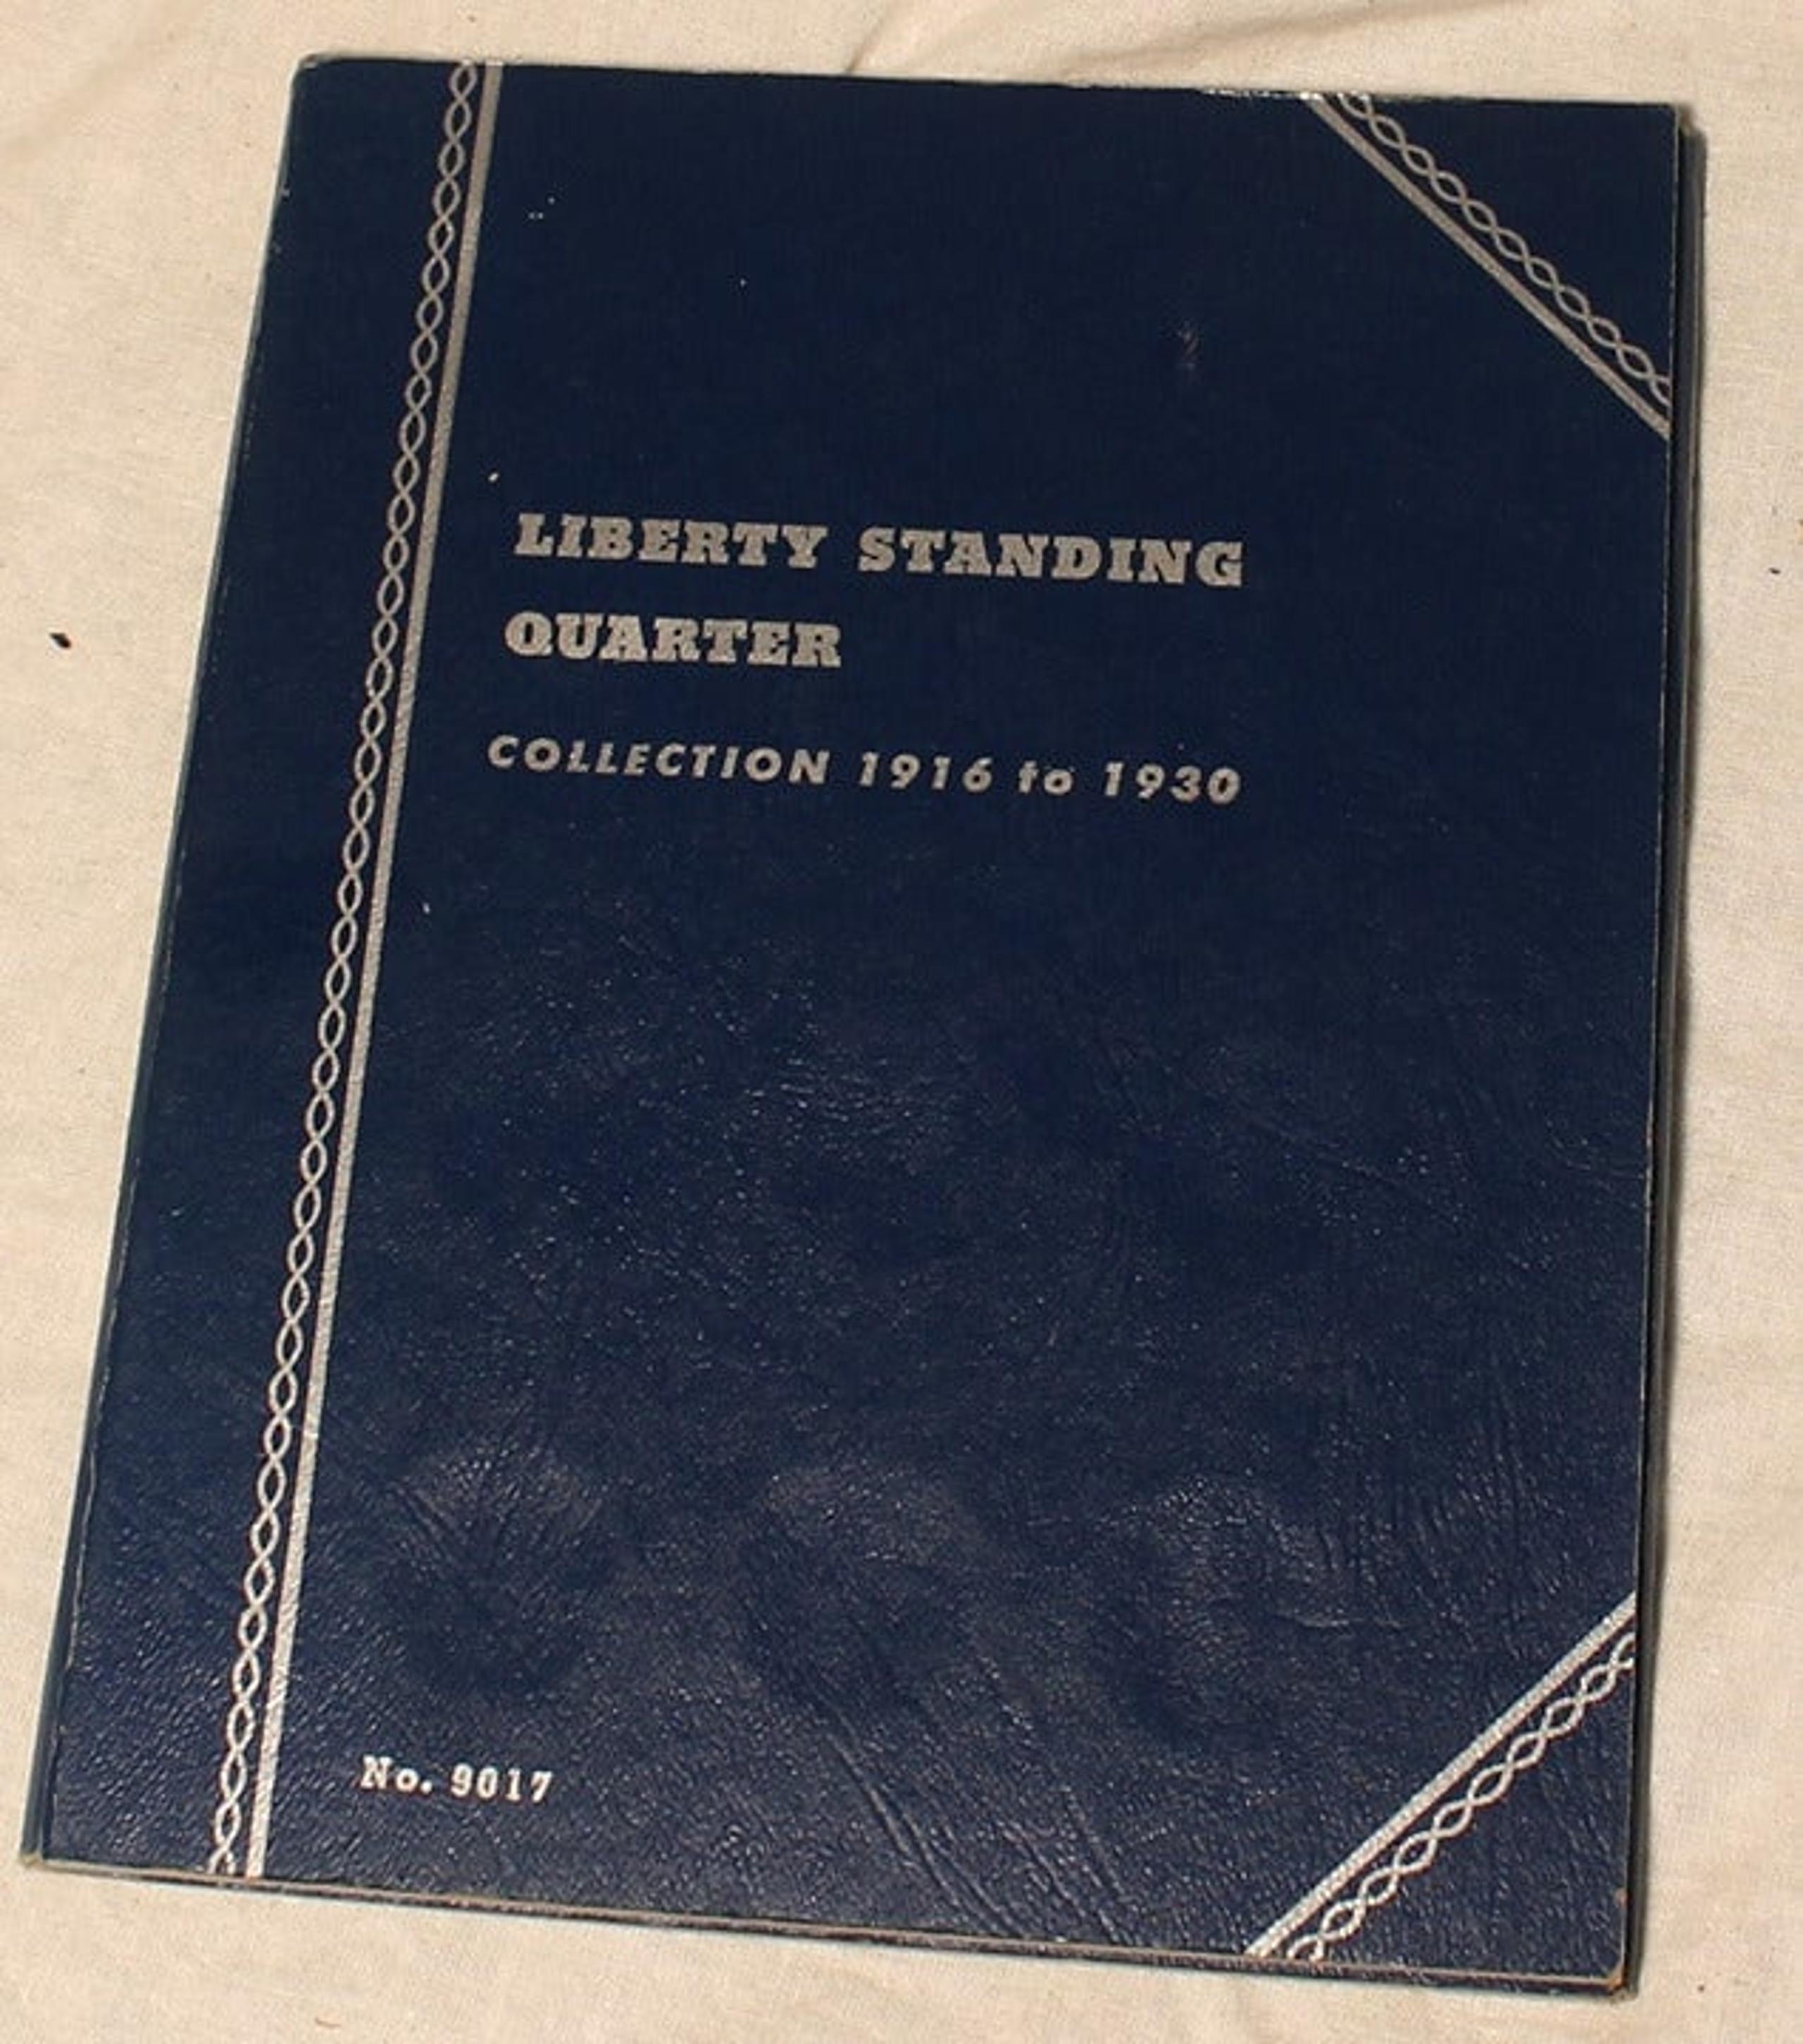 LIBERTY STANDING
QUARTER
COLLECTION 1916 to 1930
No. 9017